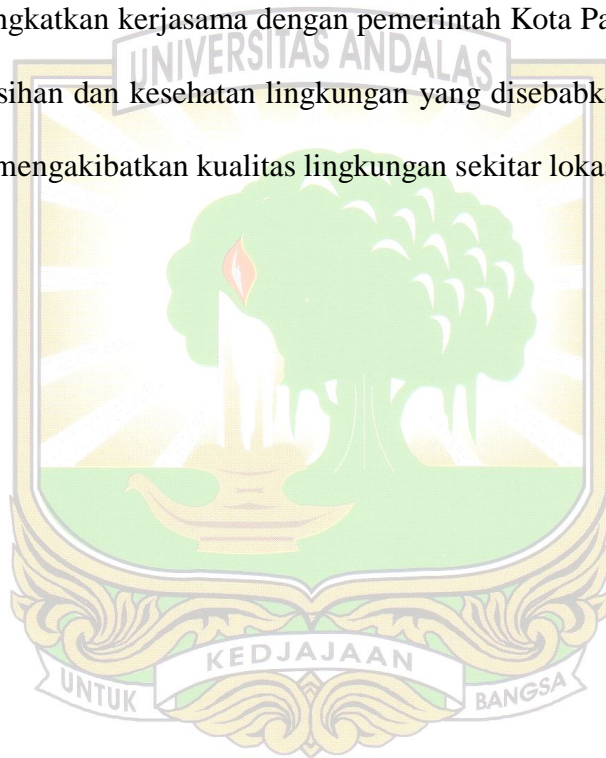 ngkatkan kerjasama dengan pemerintah Kota Pa
UNIVERSITAS ANDALAS
sihan dan kesehatan lingkungan yang disebabk
mengakibatkan kualitas lingkungan sekitar lokas
KEDJAJAAN
UNTUK BANGSA